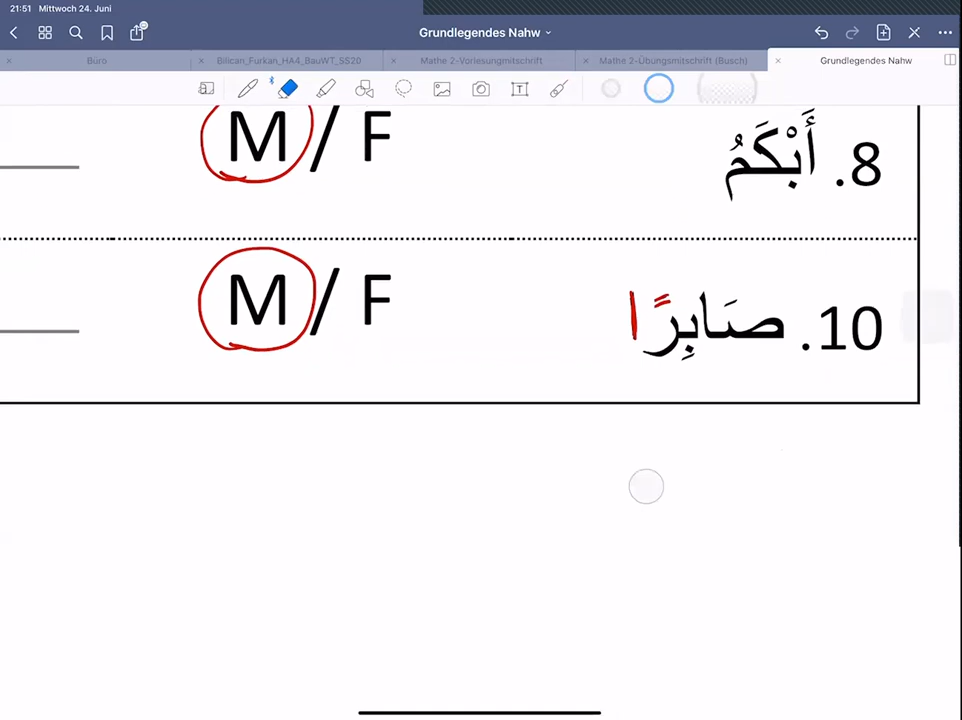 21:51 Mittwoch 24. Juni
Grundlegendes Nahw
Büro
Bilican_Furkan_HA4_BauWT_SS20
Mathe 2-Vorlesungmitschrift
Mathe 2-Übungsmitschrift (Busch)
Grundlegendes Nahw
8. أَبْكَمُ
M / F
10. صَابِرًا
M / F